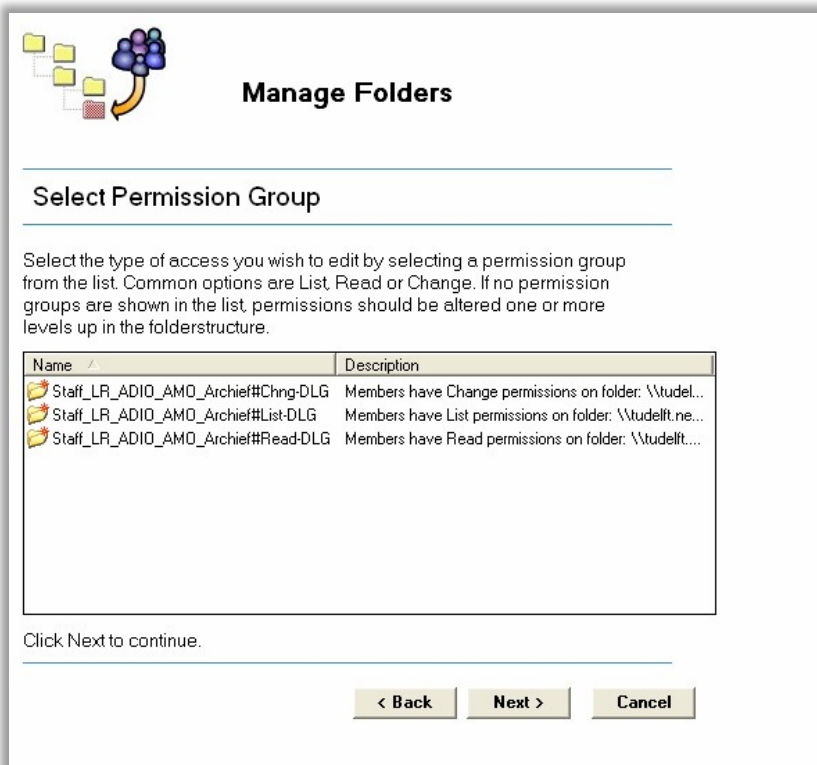 Manage Folders
Select Permission Group
Select the type of access you wish to edit by selecting a permission group
from the list. Common options are List, Read or Change. If no permission
groups are shown in the list, permissions should be altered one or more
levels up in the folderstructure.
Name Description
Staff_LR_ADIO_AMO_Archief#Chng-DLG Members have Change permissions on folder: \\tudel...
Staff_LR_ADIO_AMO_Archief#List-DLG Members have List permissions on folder: \\tudelft.ne...
Staff_LR_ADIO_AMO_Archief#Read-DLG Members have Read permissions on folder: \\tudelft....
Click Next to continue.
< Back Next > Cancel